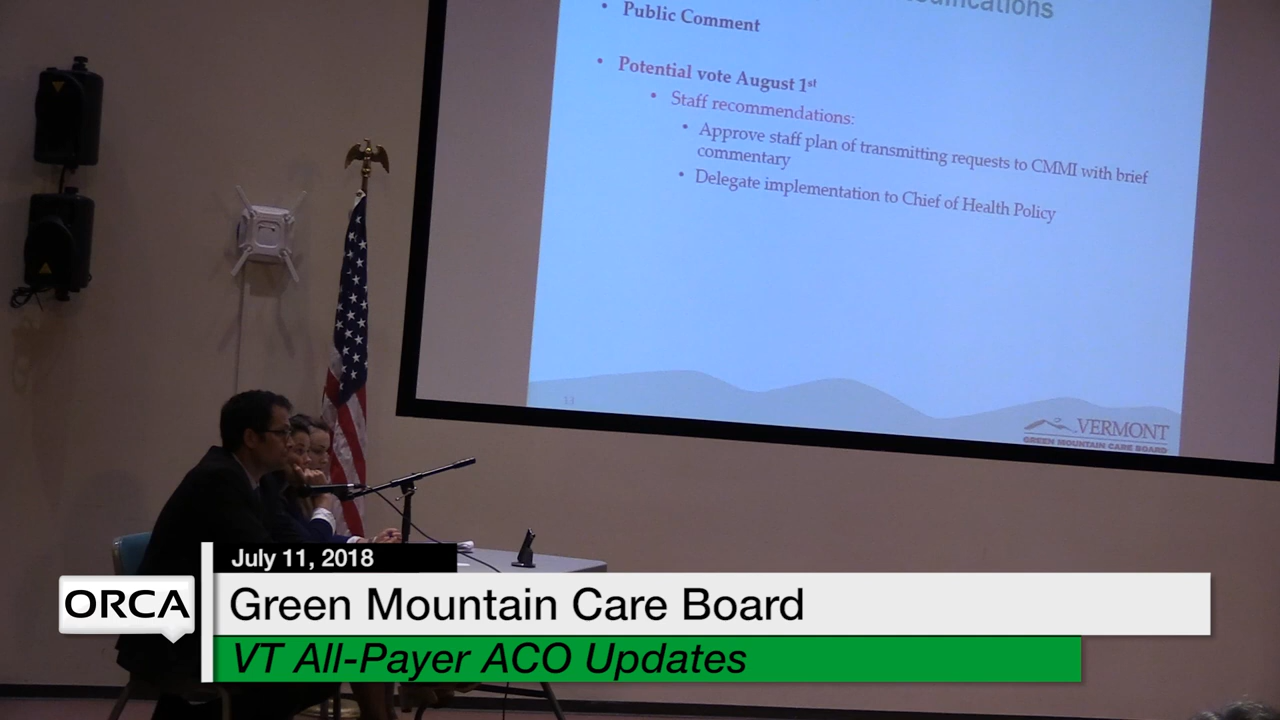 • Public Comment
• Potential vote August 1st
• Staff recommendations:
• Approve staff plan of transmitting requests to CMMI with brief
commentary
• Delegate implementation to Chief of Health Policy
13
VERMONT
GREEN MOUNTAIN CARE BOARD
July 11, 2018
ORCA
Green Mountain Care Board
VT All-Payer ACO Updates